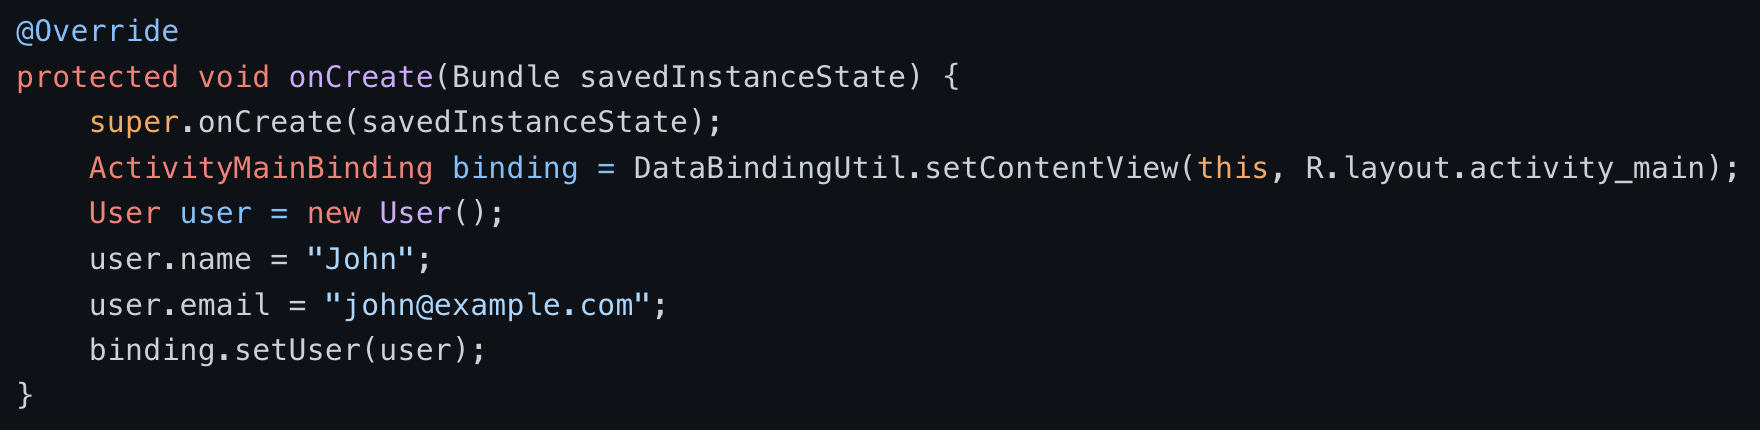 @Override
protected void onCreate(Bundle savedInstanceState) {
    super.onCreate(savedInstanceState);
    ActivityMainBinding binding = DataBindingUtil.setContentView(this, R.layout.activity_main);
    User user = new User();
    user.name = "John";
    user.email = "john@example.com";
    binding.setUser(user);
}